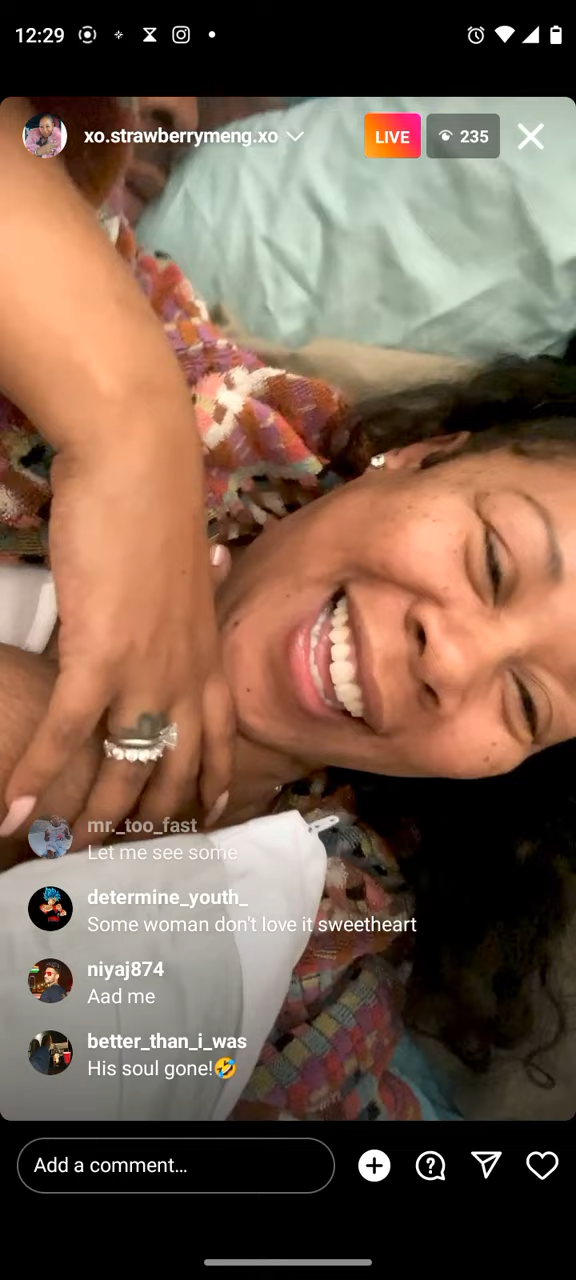 12:29
xo.strawberrymeng.xo
LIVE
235
mr._too_fast
Let me see some
determine_youth_
Some woman don't love it sweetheart
niyaj874
Aad me
better_than_i_was
His soul gone!🤣
Add a comment...